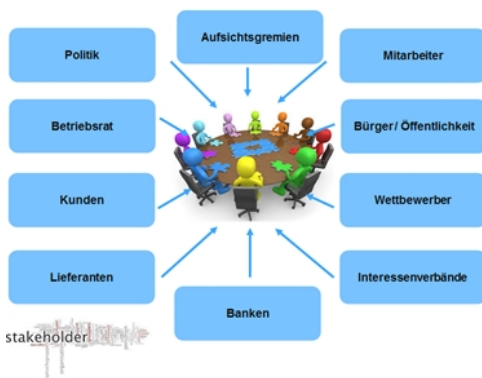 Aufsichtsgremien
Politik
Mitarbeiter
Betriebsrat
Bürger/ Öffentlichkeit
Kunden
Wettbewerber
Lieferanten
Interessenverbände
Banken
stakeholder